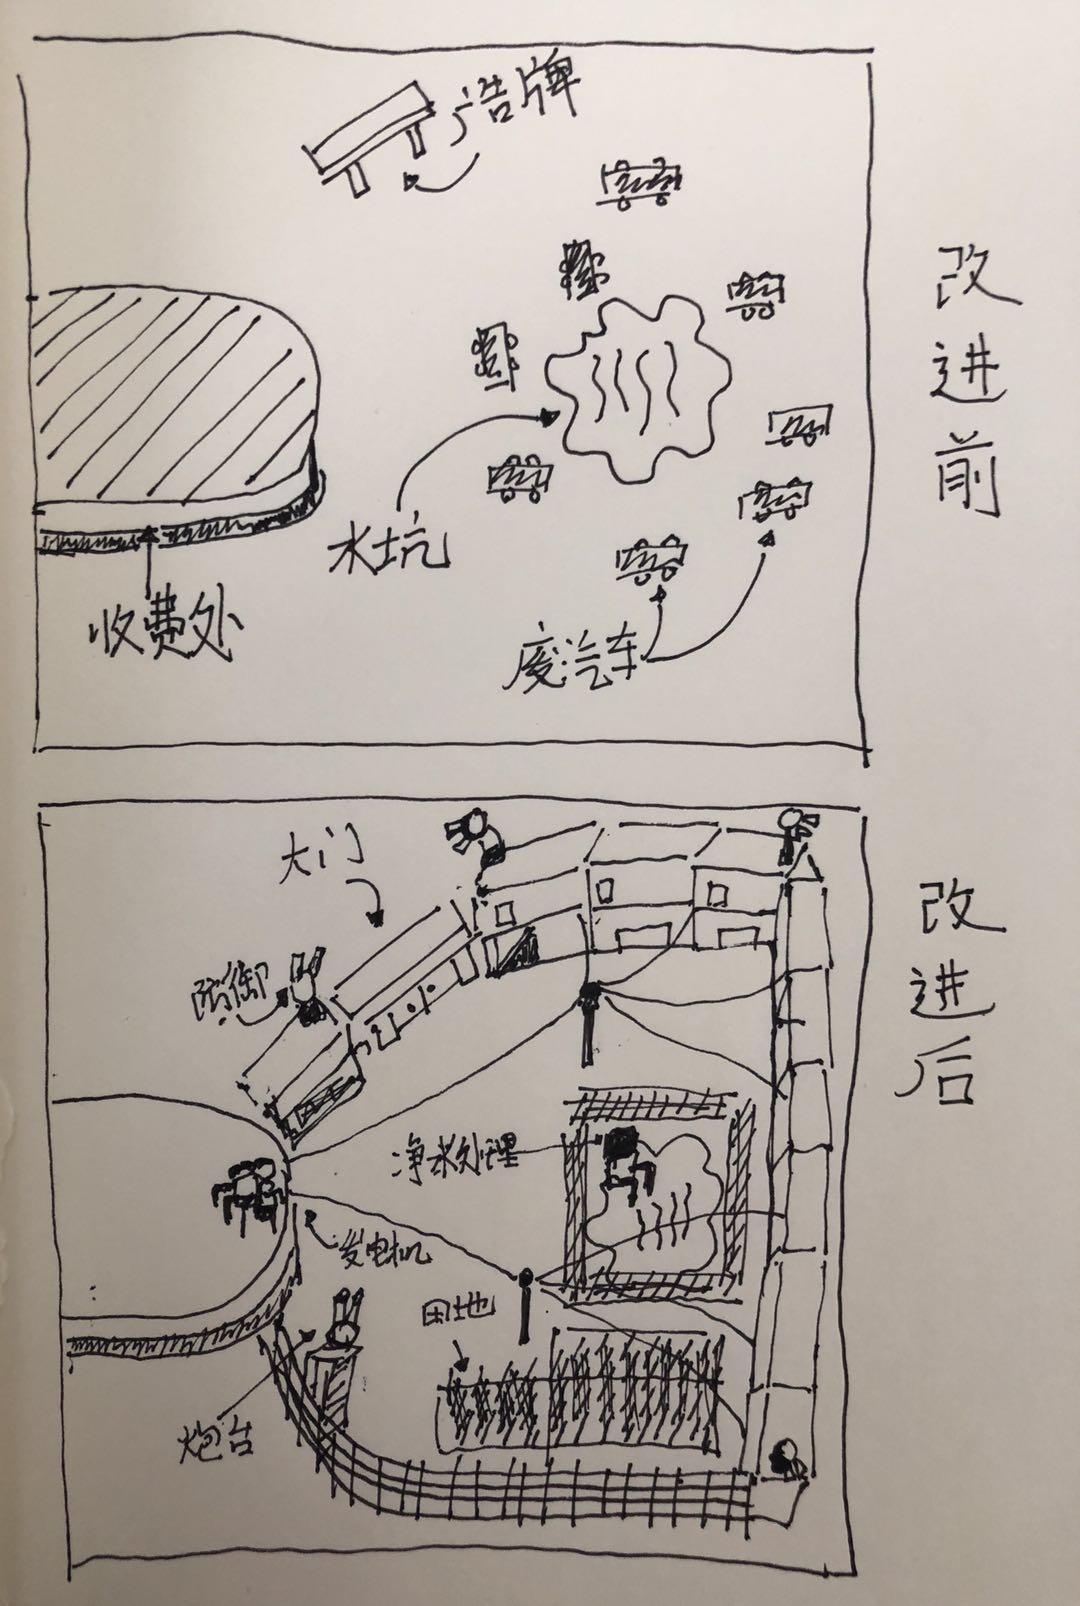 广告牌
改进前
水坑
收费处
废汽车
大门
改进后
防御
净水处理
发电机
田地
炮台